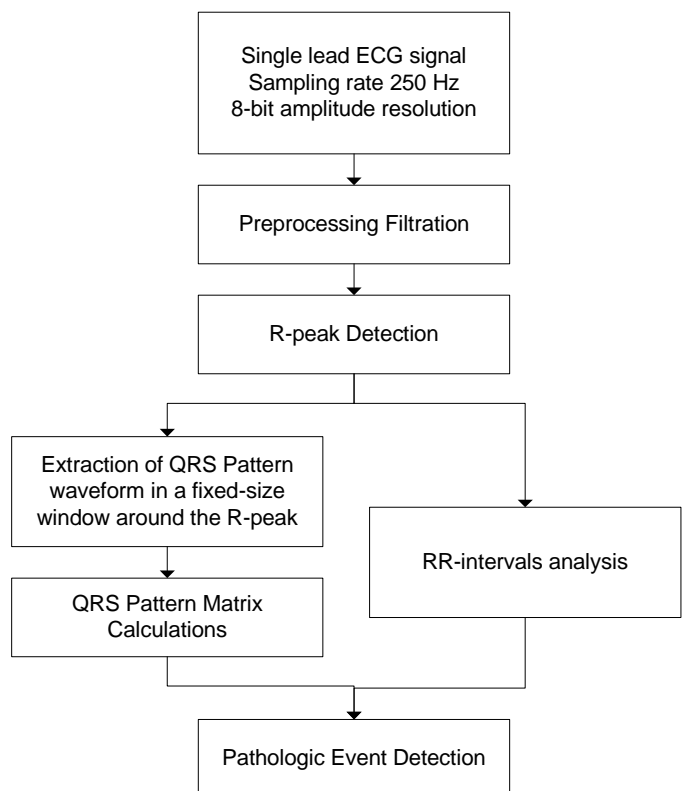 Single lead ECG signal
Sampling rate 250 Hz
8-bit amplitude resolution
Preprocessing Filtration
R-peak Detection
Extraction of QRS Pattern
waveform in a fixed-size
window around the R-peak
RR-intervals analysis
QRS Pattern Matrix
Calculations
Pathologic Event Detection